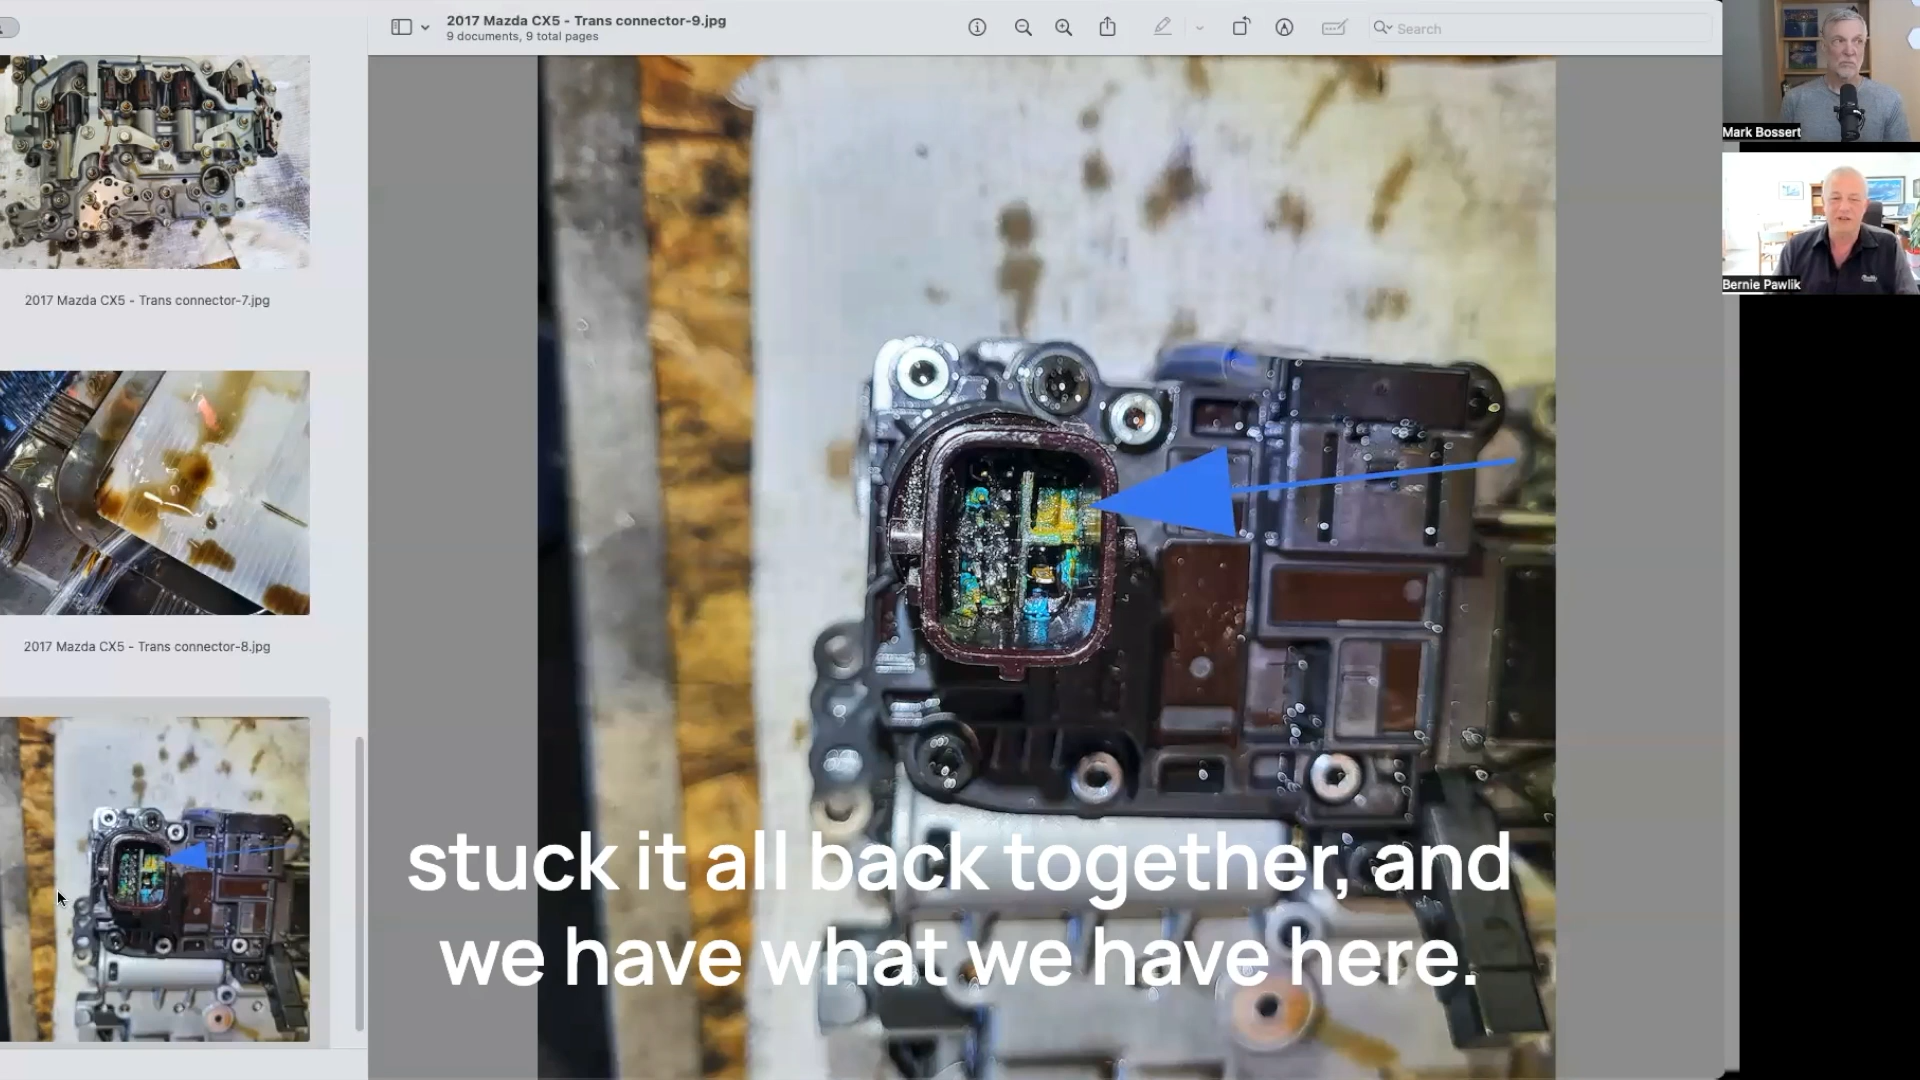 2017 Mazda CX5 - Trans connector-9.jpg
9 documents, 9 total pages
Search
2017 Mazda CX5 - Trans connector-7.jpg
2017 Mazda CX5 - Trans connector-8.jpg
Mark Bossert
Bernie Pawlik
stuck it all back together, and
we have what we have here.